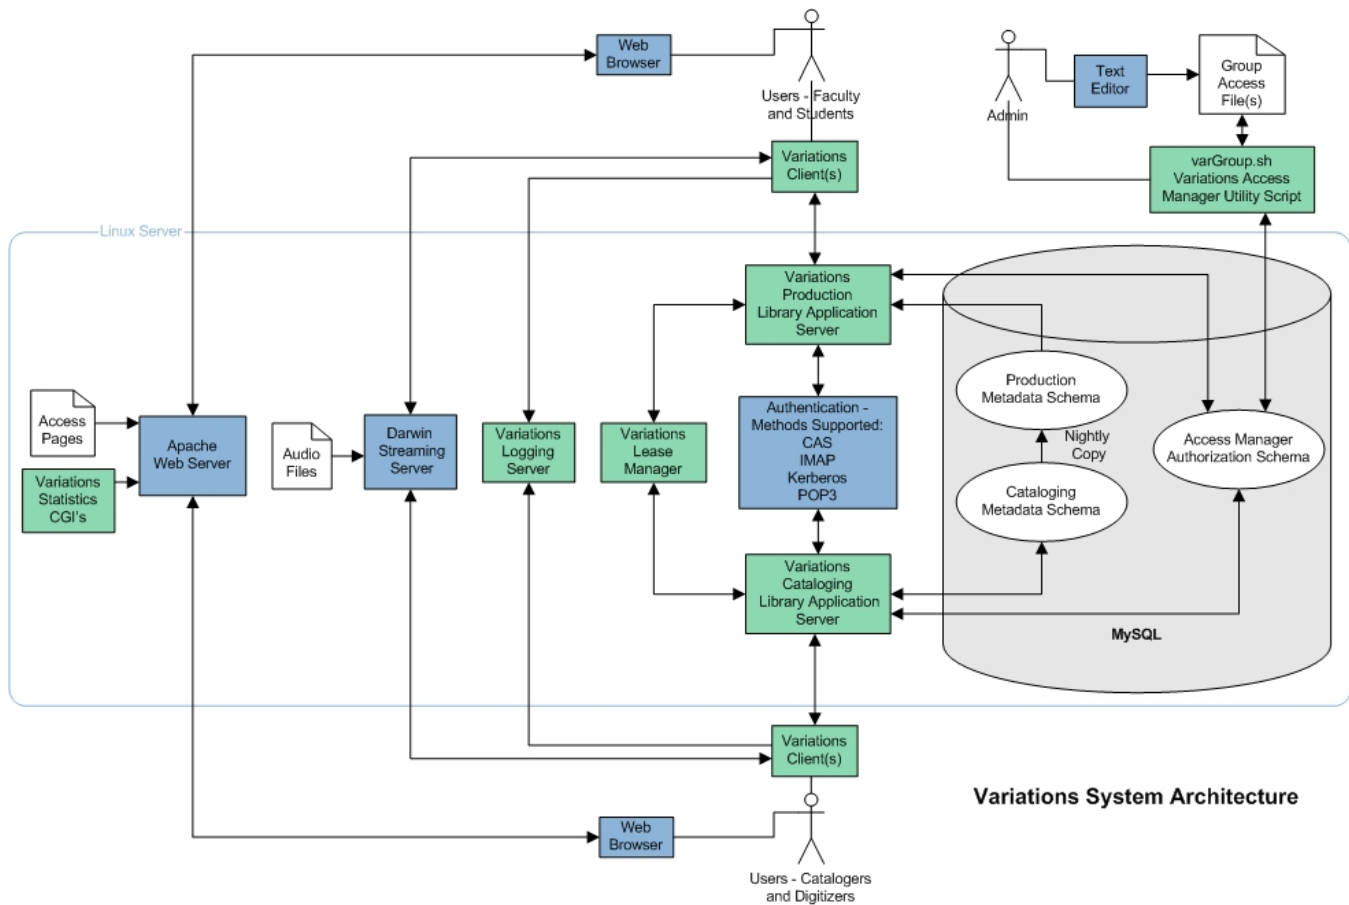 Web
Browser
Users - Faculty
and Students
Admin
Text
Editor
Group
Access
File(s)
Variations
Client(s)
varGroup.sh
Variations Access
Manager Utility Script
Linux Server
Variations
Production
Library Application
Server
Access
Pages
Apache
Web Server
Variations
Statistics
CGI's
Audio
Files
Darwin
Streaming
Server
Variations
Logging
Server
Variations
Lease
Manager
Authentication -
Methods Supported:
CAS
IMAP
Kerberos
POP3
Production
Metadata Schema
Nightly
Copy
Cataloging
Metadata Schema
Access Manager
Authorization Schema
Variations
Cataloging
Library Application
Server
MySQL
Variations
Client(s)
Variations System Architecture
Web
Browser
Users - Catalogers
and Digitizers